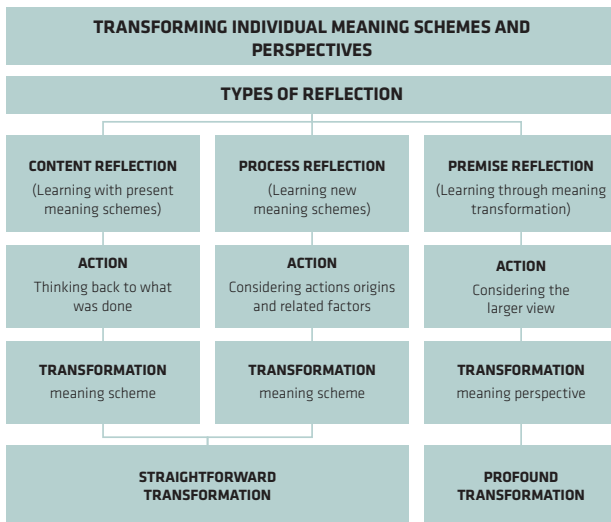 TRANSFORMING INDIVIDUAL MEANING SCHEMES AND
PERSPECTIVES
TYPES OF REFLECTION
CONTENT REFLECTION
(Learning with present
meaning schemes)
PROCESS REFLECTION
(Learning new
meaning schemes)
PREMISE REFLECTION
(Learning through meaning
transformation)
ACTION
Thinking back to what
was done
ACTION
Considering actions origins
and related factors
ACTION
Considering the
larger view
TRANSFORMATION
meaning scheme
TRANSFORMATION
meaning scheme
TRANSFORMATION
meaning perspective
STRAIGHTFORWARD
TRANSFORMATION
PROFOUND
TRANSFORMATION